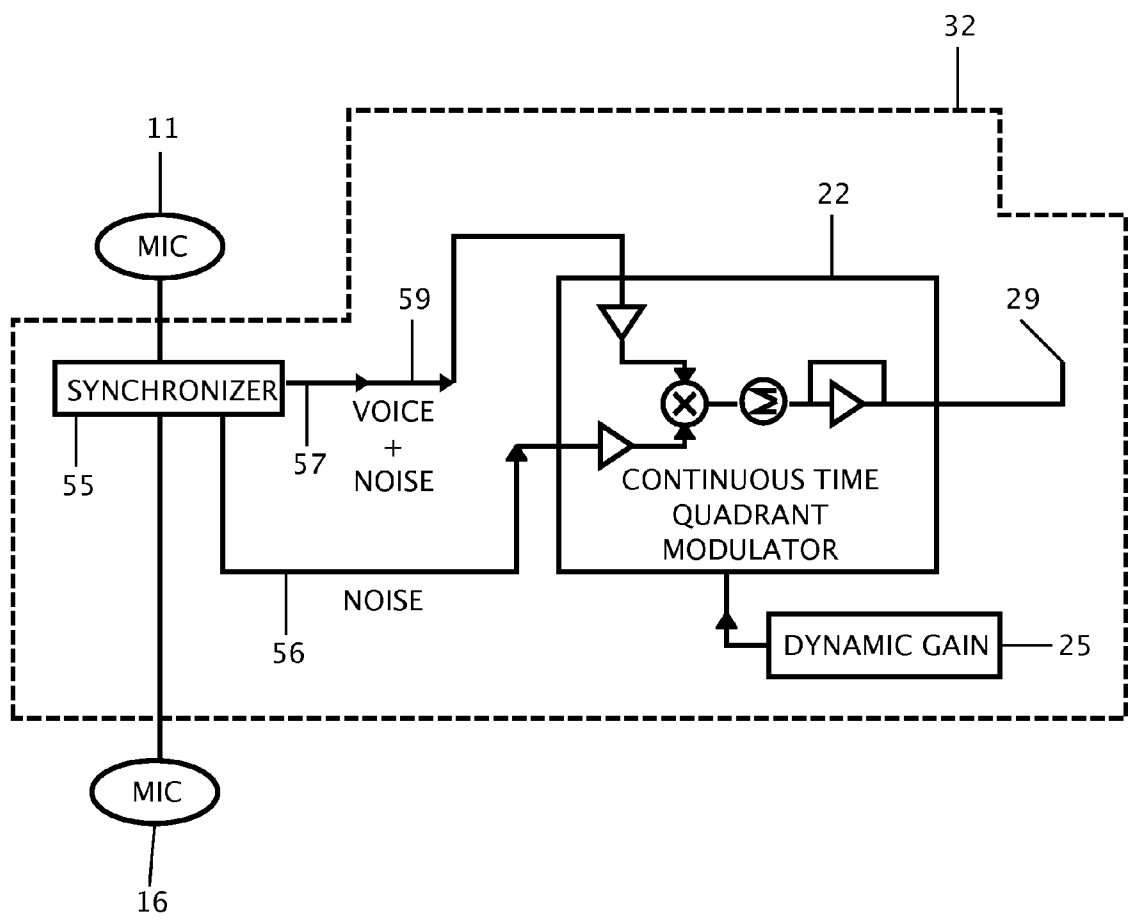 32
11
22
MIC
59
29
SYNCHRONIZER
VOICE
+
NOISE
57
55
CONTINUOUS TIME
QUADRANT
MODULATOR
NOISE
56
DYNAMIC GAIN
25
MIC
16